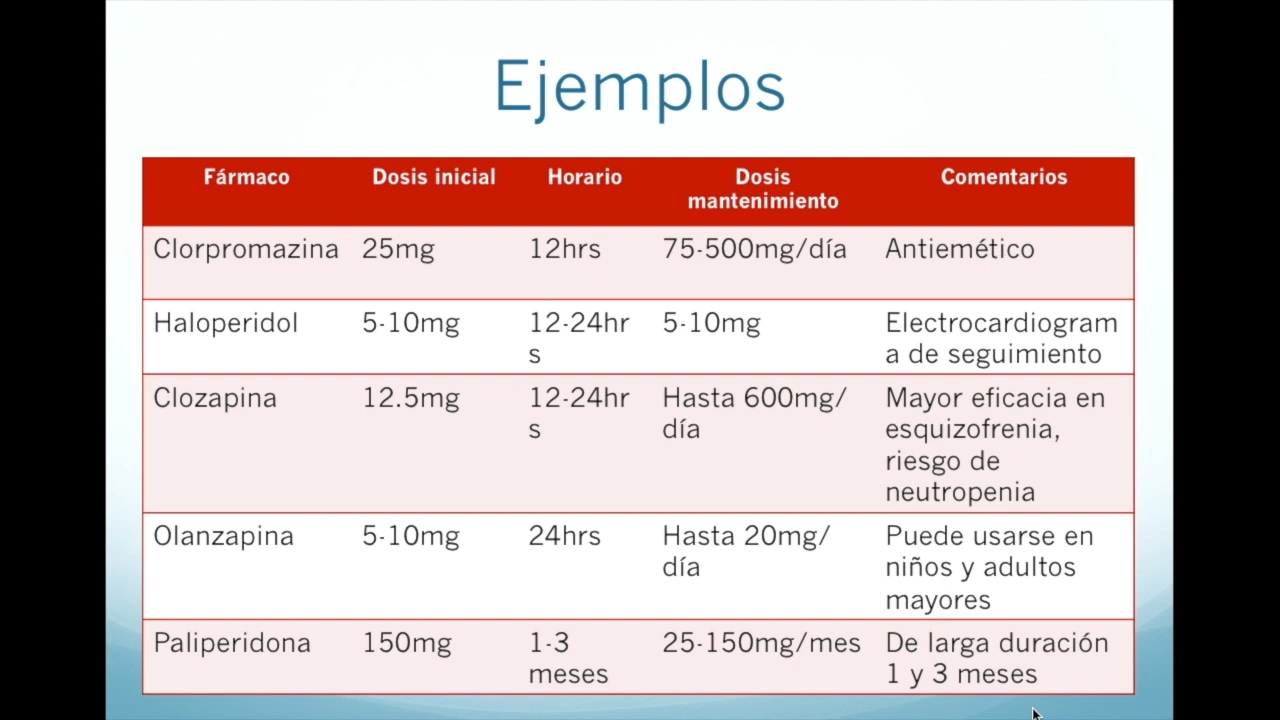 Ejemplos
Fármaco Dosis inicial Horario Dosis
mantenimiento Comentarios
Clorpromazina 25mg 12hrs 75-500mg/día Antiemético
Haloperidol 5-10mg 12-24hr
s 5-10mg Electrocardiogram
a de seguimiento
Clozapina 12.5mg 12-24hr
s Hasta 600mg/
día Mayor eficacia en
esquizofrenia,
riesgo de
neutropenia
Olanzapina 5-10mg 24hrs Hasta 20mg/
día Puede usarse en
niños y adultos
mayores
Paliperidona 150mg 1-3
meses 25-150mg/mes De larga duración
1 y 3 meses